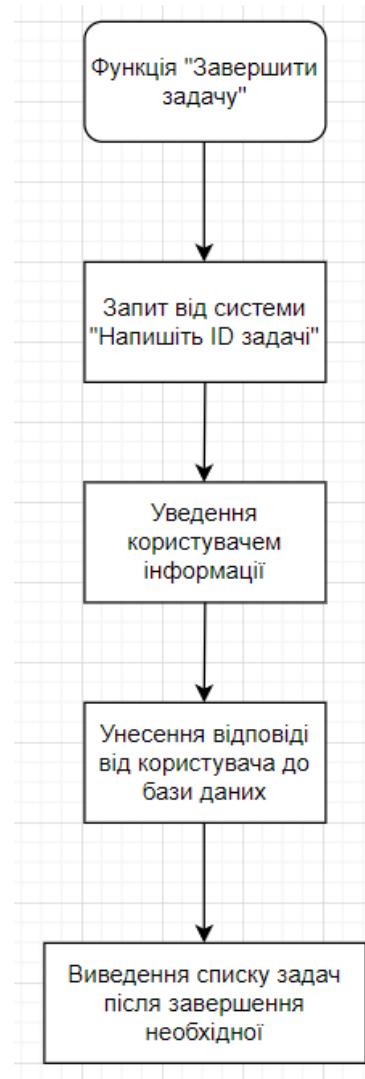 Функція "Завершити
задачу"
Запит від системи
"Напишіть ID задачі"
Уведення
користувачем
інформації
Унесення відповіді
від користувача до
бази даних
Виведення списку задач
після завершення
необхідної